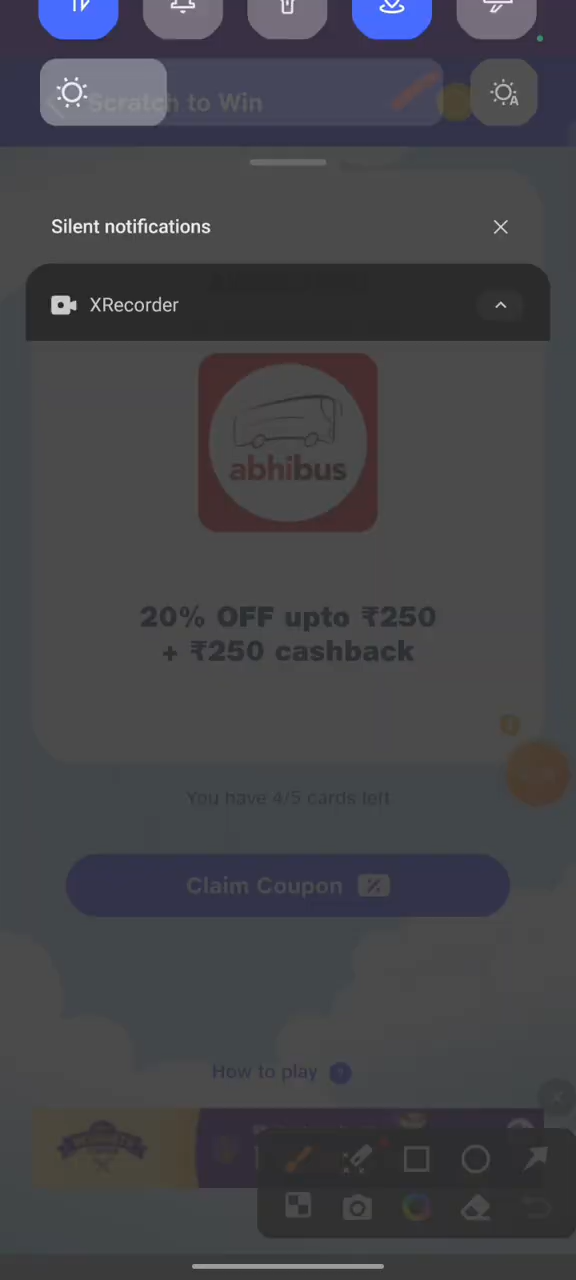 Scratch to Win
Silent notifications
XRecorder
abhibus
20% OFF upto ₹250
+ ₹250 cashback
You have 4/5 cards left
Claim Coupon
How to play